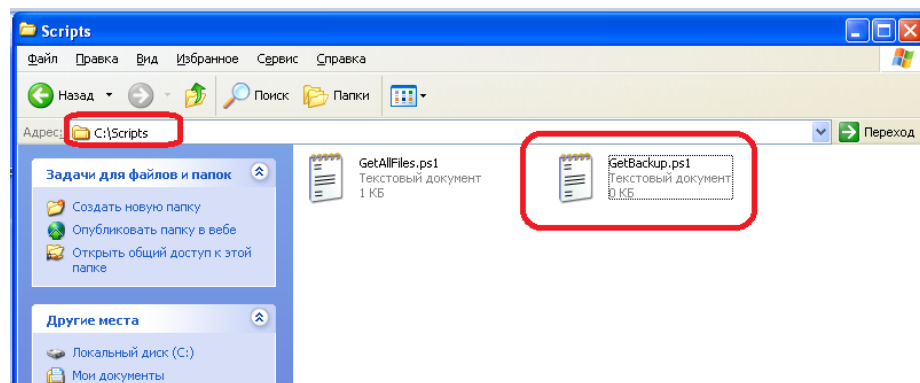 Scripts
Файл Правка Вид Избранное Сервис Справка
Назад Поиск Папки
Адрес: C:\Scripts Переход
Задачи для файлов и папок
Создать новую папку
Опубликовать папку в вебе
Открыть общий доступ к этой
папке
Другие места
Локальный диск (C:)
Мои документы
GetAllFiles.ps1
Текстовый документ
1 КБ
GetBackup.ps1
Текстовый документ
0 КБ